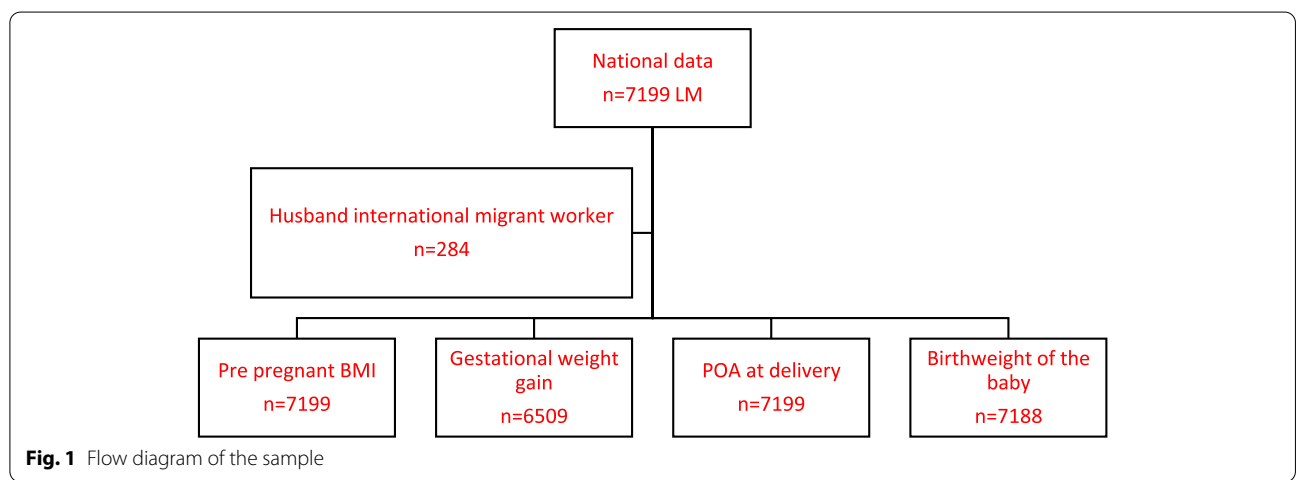 National data
n=7199 LM
Husband international migrant worker
n=284
Pre pregnant BMI
n=7199
Gestational weight
gain
n=6509
POA at delivery
n=7199
Birthweight of the
baby
n=7188
Fig. 1 Flow diagram of the sample